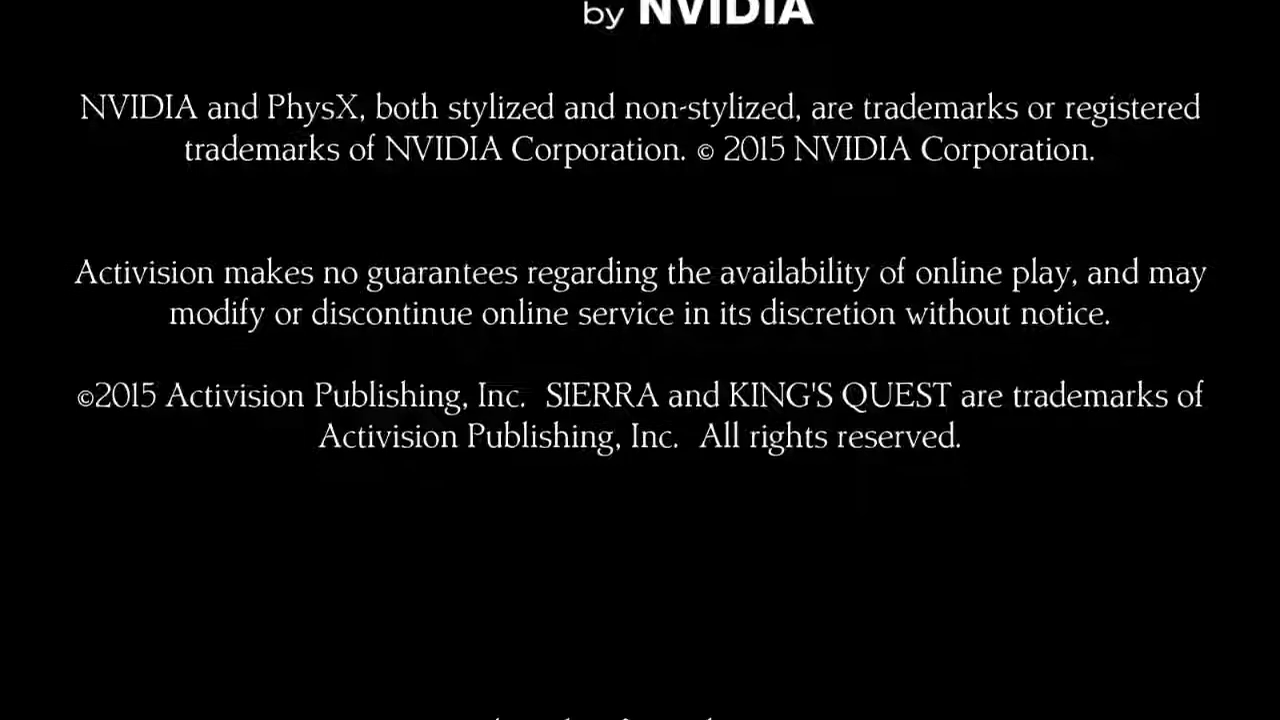 by NVIDIA
NVIDIA and PhysX, both stylized and non-stylized, are trademarks or registered
trademarks of NVIDIA Corporation. © 2015 NVIDIA Corporation.
Activision makes no guarantees regarding the availability of online play, and may
modify or discontinue online service in its discretion without notice.
©2015 Activision Publishing, Inc.  SIERRA and KING'S QUEST are trademarks of
Activision Publishing, Inc.  All rights reserved.